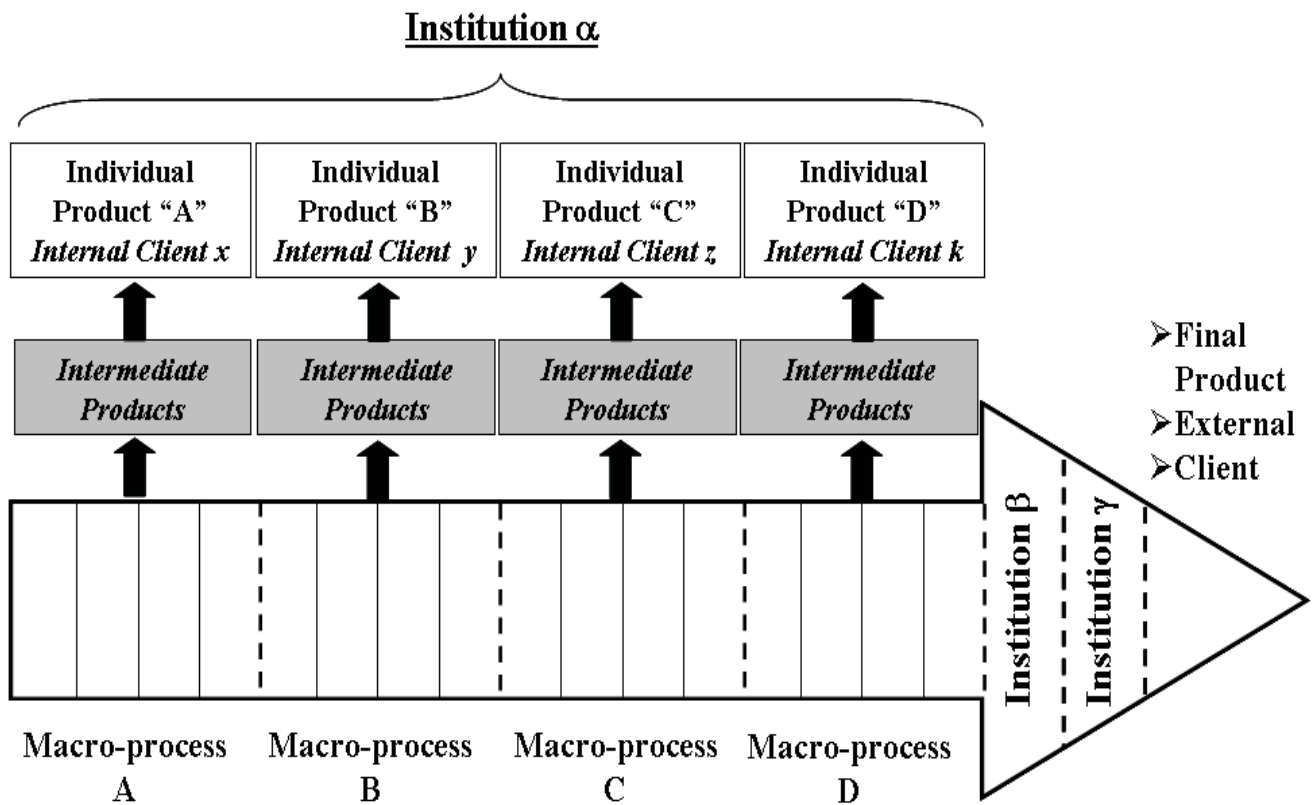 Institution α
Individual
Product “A”
Internal Client x
Individual
Product “B”
Internal Client y
Individual
Product “C”
Internal Client z
Individual
Product “D”
Internal Client k
Intermediate
Products
Intermediate
Products
Intermediate
Products
Intermediate
Products
➢Final
Product
➢External
➢Client
Institution β
Institution γ
Macro-process
A
Macro-process
B
Macro-process
C
Macro-process
D